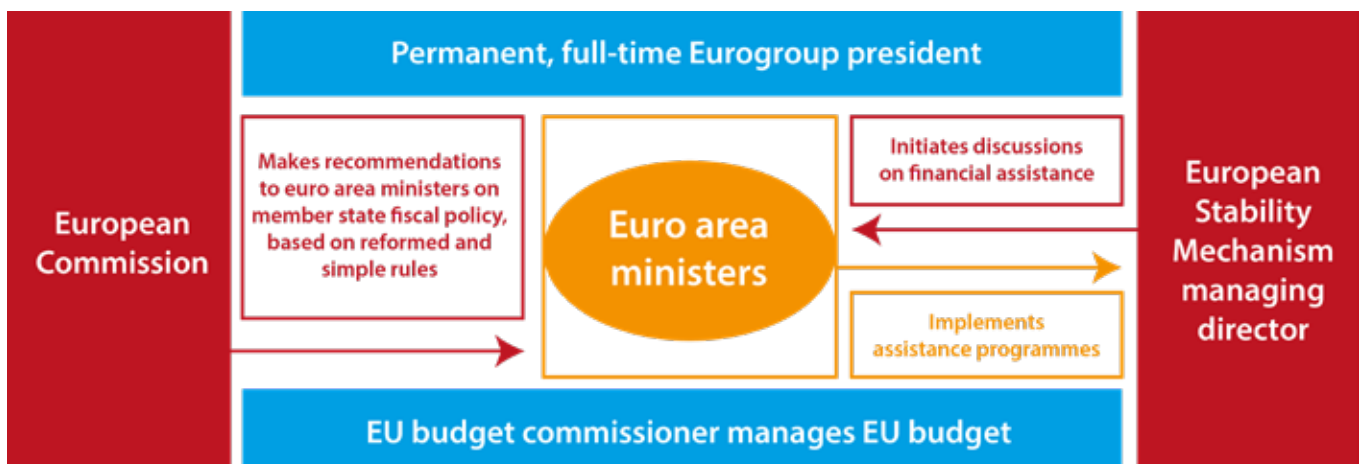 Permanent, full-time Eurogroup president
European
Commission
Makes recommendations
to euro area ministers on
member state fiscal policy,
based on reformed and
simple rules
Euro area
ministers
Initiates discussions
on financial assistance
Implements
assistance programmes
European
Stability
Mechanism
managing
director
EU budget commissioner manages EU budget